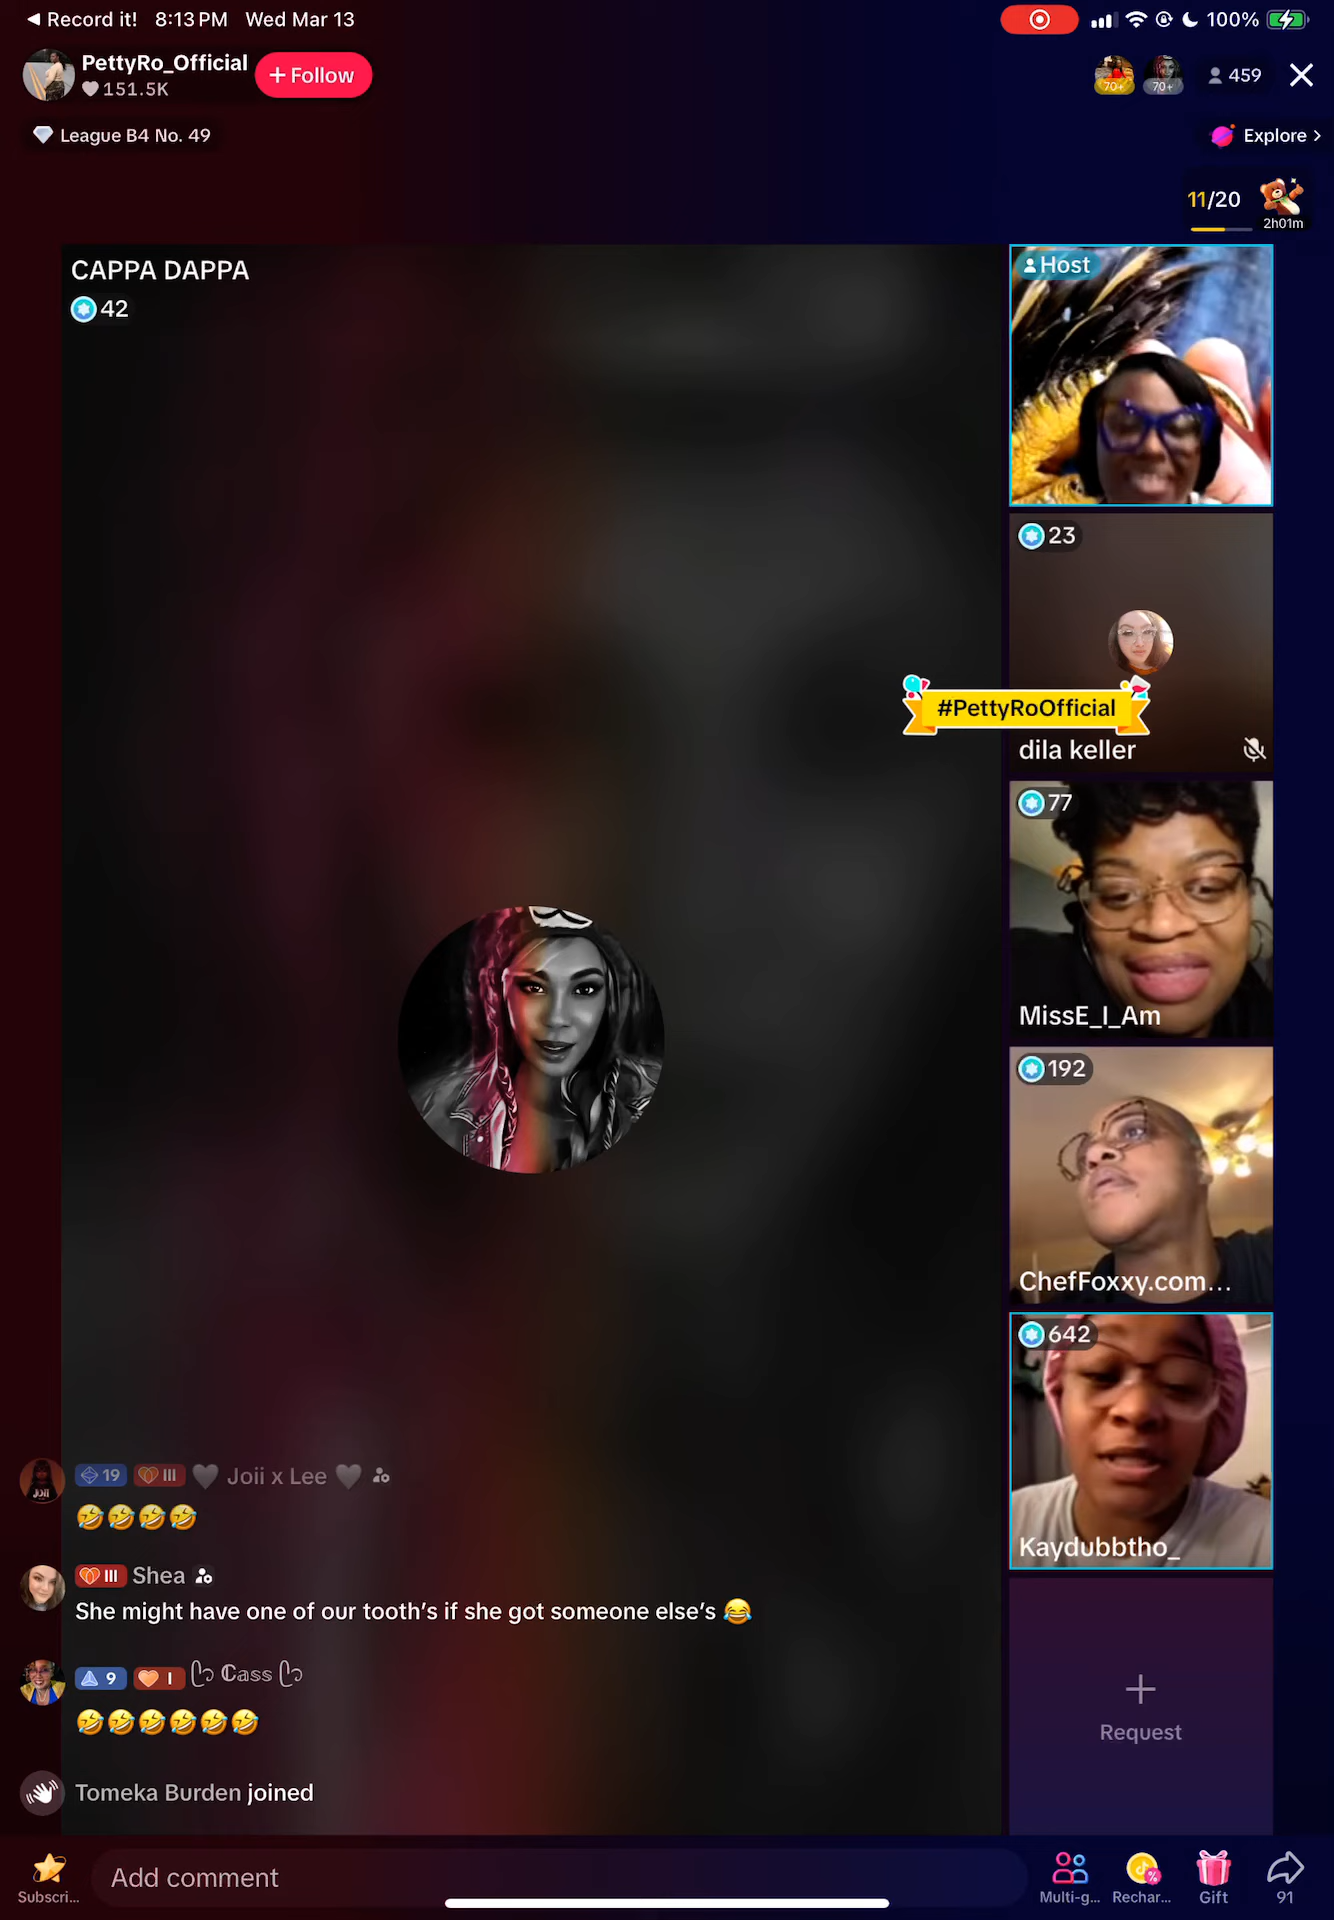 ◀ Record it! 8:13 PM Wed Mar 13 100%
PettyRo_Official
151.5K
+ Follow
70+ 70+ 459
League B4 No. 49
Explore >
11/20
2h01m
CAPPA DAPPA
42
Host
23
#PettyRoOfficial
dila keller
77
MissE_I_Am
192
ChefFoxxy.com...
642
Kaydubbtho_
19 III Joii x Lee
🤣🤣🤣🤣
III Shea
She might have one of our tooth’s if she got someone else’s 😂
9 I ℂass
🤣🤣🤣🤣🤣🤣
Tomeka Burden joined
Request
Subscri...
Add comment
Multi-g...
Rechar...
Gift
91